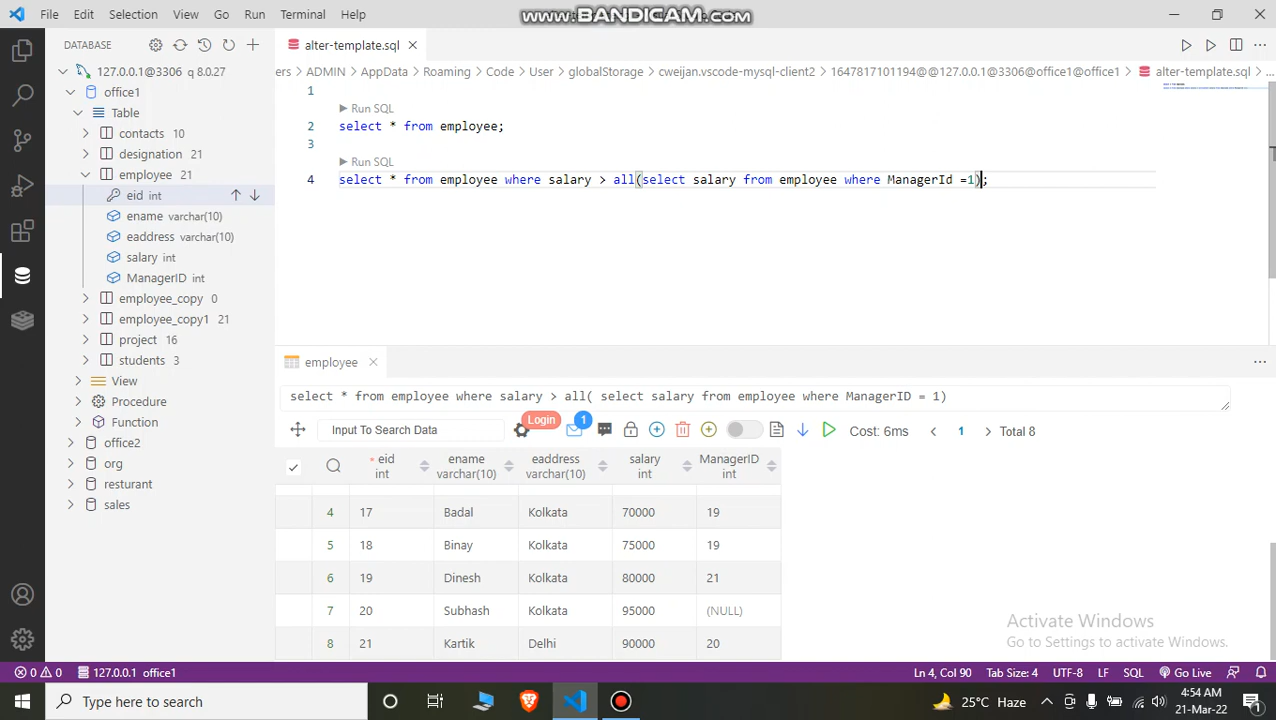 File Edit Selection View Go Run Terminal Help
www.BANDICAM.com
DATABASE
alter-template.sql
127.0.0.1@3306 q 8.0.27
ers > ADMIN > AppData > Roaming > Code > User > globalStorage > cweijan.vscode-mysql-client2 > 1647817101194@@127.0.0.1@3306@office1@office1 > alter-template.sql > ...
office1
Table
contacts 10
designation 21
employee 21
eid int
ename varchar(10)
eaddress varchar(10)
salary int
ManagerID int
employee_copy 0
employee_copy1 21
project 16
students 3
View
Procedure
Function
office2
org
resturant
sales
1
Run SQL
2 select * from employee;
3
Run SQL
4 select * from employee where salary > all(select salary from employee where ManagerId =1);
employee
select * from employee where salary > all( select salary from employee where ManagerID = 1)
Login 1
Input To Search Data Cost: 6ms 1 Total 8
* eid ename eaddress salary ManagerID
int varchar(10) varchar(10) int int
4 17 Badal Kolkata 70000 19
5 18 Binay Kolkata 75000 19
6 19 Dinesh Kolkata 80000 21
7 20 Subhash Kolkata 95000 (NULL)
8 21 Kartik Delhi 90000 20
Activate Windows
Go to Settings to activate Windows.
0 0 127.0.0.1 office1 Ln 4, Col 90 Tab Size: 4 UTF-8 LF SQL Go Live
Type here to search
25°C Haze
4:54 AM
21-Mar-22
1